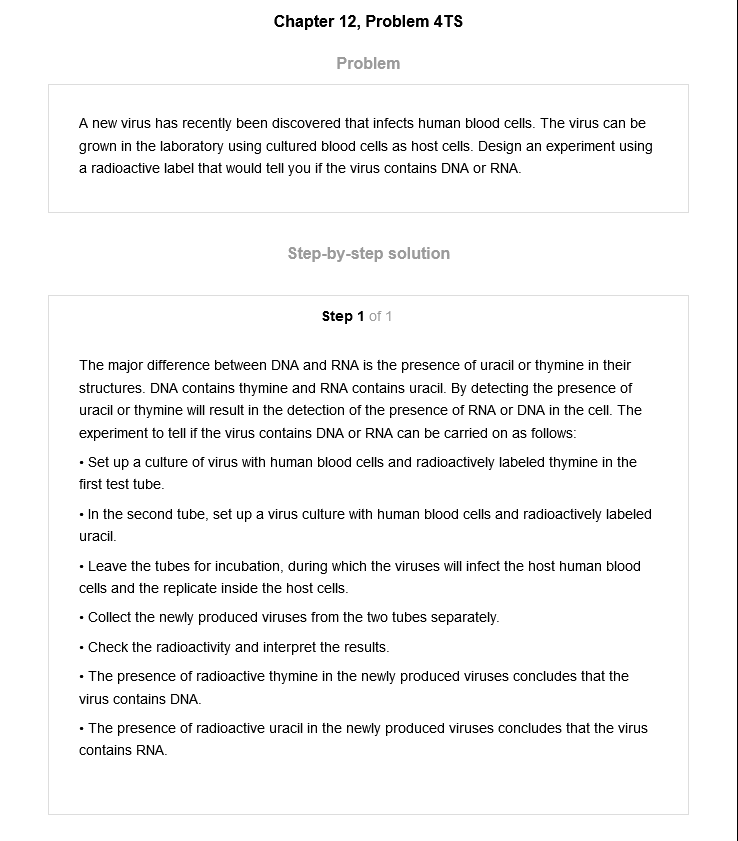 Chapter 12, Problem 4TS
Problem
A new virus has recently been discovered that infects human blood cells. The virus can be
grown in the laboratory using cultured blood cells as host cells. Design an experiment using
a radioactive label that would tell you if the virus contains DNA or RNA.
Step-by-step solution
Step 1 of 1
The major difference between DNA and RNA is the presence of uracil or thymine in their
structures. DNA contains thymine and RNA contains uracil. By detecting the presence of
uracil or thymine will result in the detection of the presence of RNA or DNA in the cell. The
experiment to tell if the virus contains DNA or RNA can be carried on as follows:
• Set up a culture of virus with human blood cells and radioactively labeled thymine in the
first test tube.
• In the second tube, set up a virus culture with human blood cells and radioactively labeled
uracil.
• Leave the tubes for incubation, during which the viruses will infect the host human blood
cells and the replicate inside the host cells.
• Collect the newly produced viruses from the two tubes separately.
• Check the radioactivity and interpret the results.
• The presence of radioactive thymine in the newly produced viruses concludes that the
virus contains DNA.
• The presence of radioactive uracil in the newly produced viruses concludes that the virus
contains RNA.